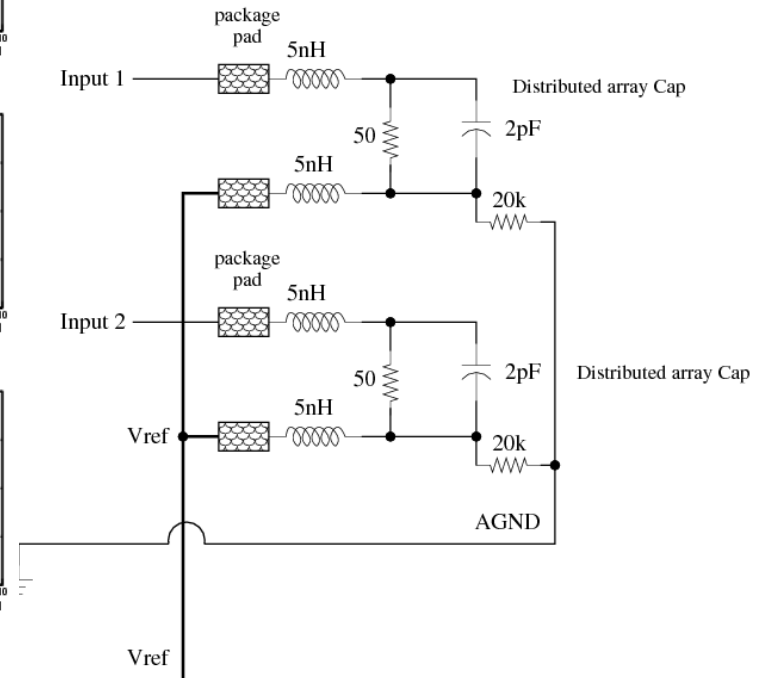 package
pad
5nH
Input 1
Distributed array Cap
50
2pF
5nH
20k
package
pad
5nH
Input 2
50
2pF
Distributed array Cap
5nH
Vref
20k
AGND
Vref